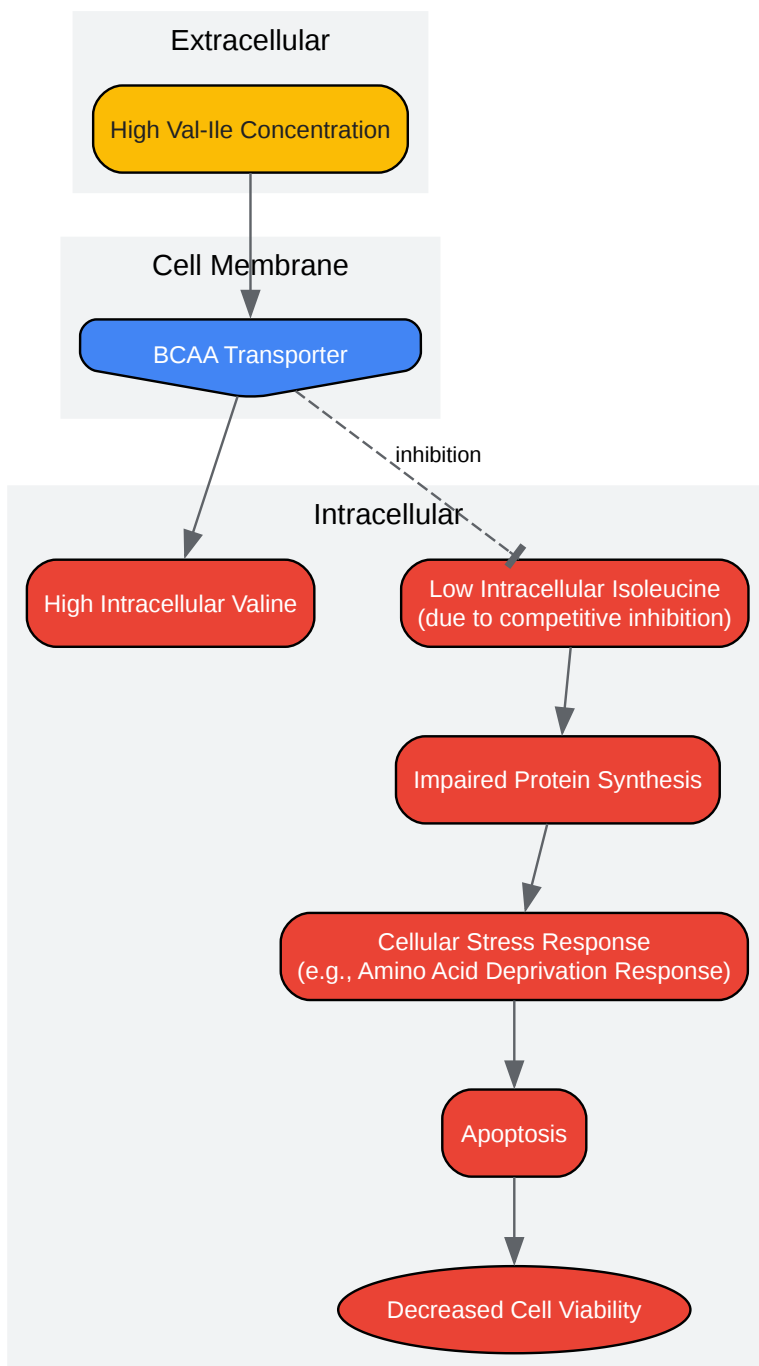 Extracellular
High Val-Ile Concentration
Cell Membrane
BCAA Transporter
inhibition
Intracellular
High Intracellular Valine
Low Intracellular Isoleucine
(due to competitive inhibition)
Impaired Protein Synthesis
Cellular Stress Response
(e.g., Amino Acid Deprivation Response)
Apoptosis
Decreased Cell Viability